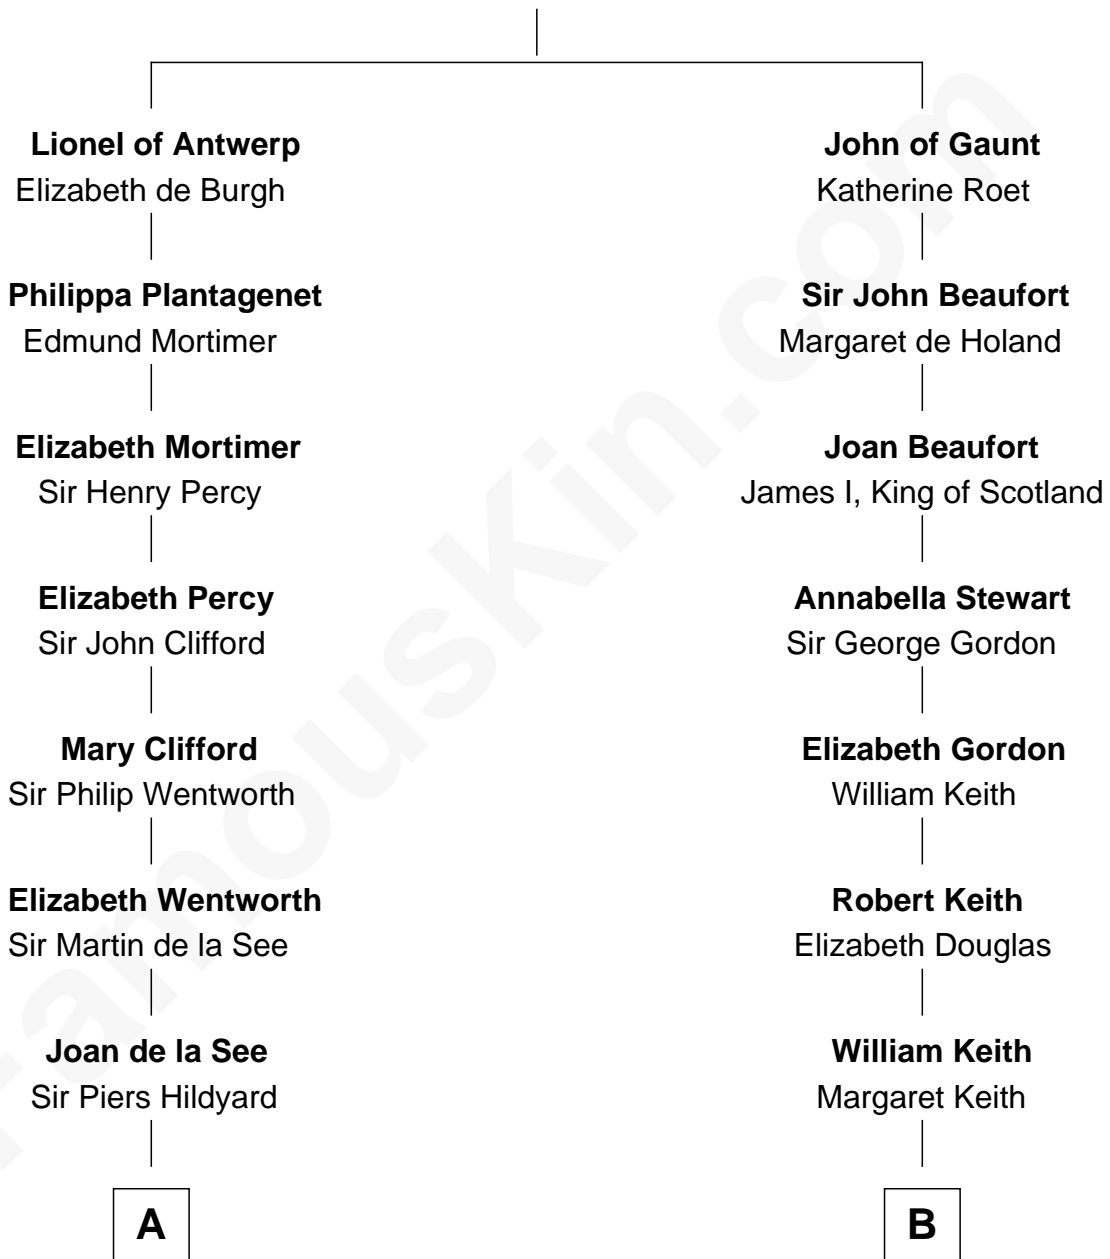 Lionel of Antwerp
Elizabeth de Burgh
Philippa Plantagenet
Edmund Mortimer
Elizabeth Mortimer
Sir Henry Percy
Elizabeth Percy
Sir John Clifford
Mary Clifford
Sir Philip Wentworth
Elizabeth Wentworth
Sir Martin de la See
Joan de la See
Sir Piers Hildyard
A
John of Gaunt
Katherine Roet
Sir John Beaufort
Margaret de Holand
Joan Beaufort
James I, King of Scotland
Annabella Stewart
Sir George Gordon
Elizabeth Gordon
William Keith
Robert Keith
Elizabeth Douglas
William Keith
Margaret Keith
B
FamousKin.com